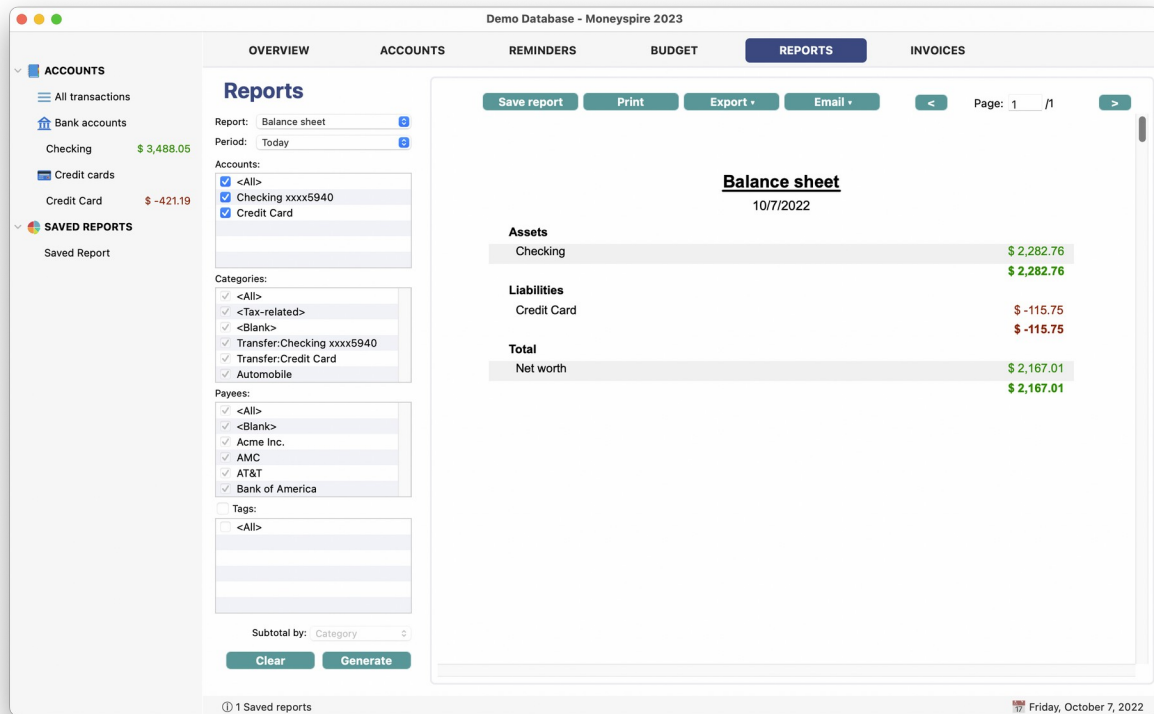 Demo Database - Moneyspire 2023
OVERVIEW ACCOUNTS REMINDERS BUDGET REPORTS INVOICES
ACCOUNTS
All transactions
Bank accounts
Checking $ 3,488.05
Credit cards
Credit Card $ -421.19
SAVED REPORTS
Saved Report
Reports
Report: Balance sheet
Period: Today
Accounts:
<All>
Checking xxxx5940
Credit Card
Categories:
<All>
<Tax-related>
<Blank>
Transfer:Checking xxxx5940
Transfer:Credit Card
Automobile
Payees:
<All>
<Blank>
Acme Inc.
AMC
AT&T
Bank of America
Tags:
<All>
Subtotal by: Category
Clear Generate
Save report Print Export Email < Page: 1 /1 >
Balance sheet
10/7/2022
Assets
Checking $ 2,282.76
$ 2,282.76
Liabilities
Credit Card $ -115.75
$ -115.75
Total
Net worth $ 2,167.01
$ 2,167.01
1 Saved reports
17 Friday, October 7, 2022